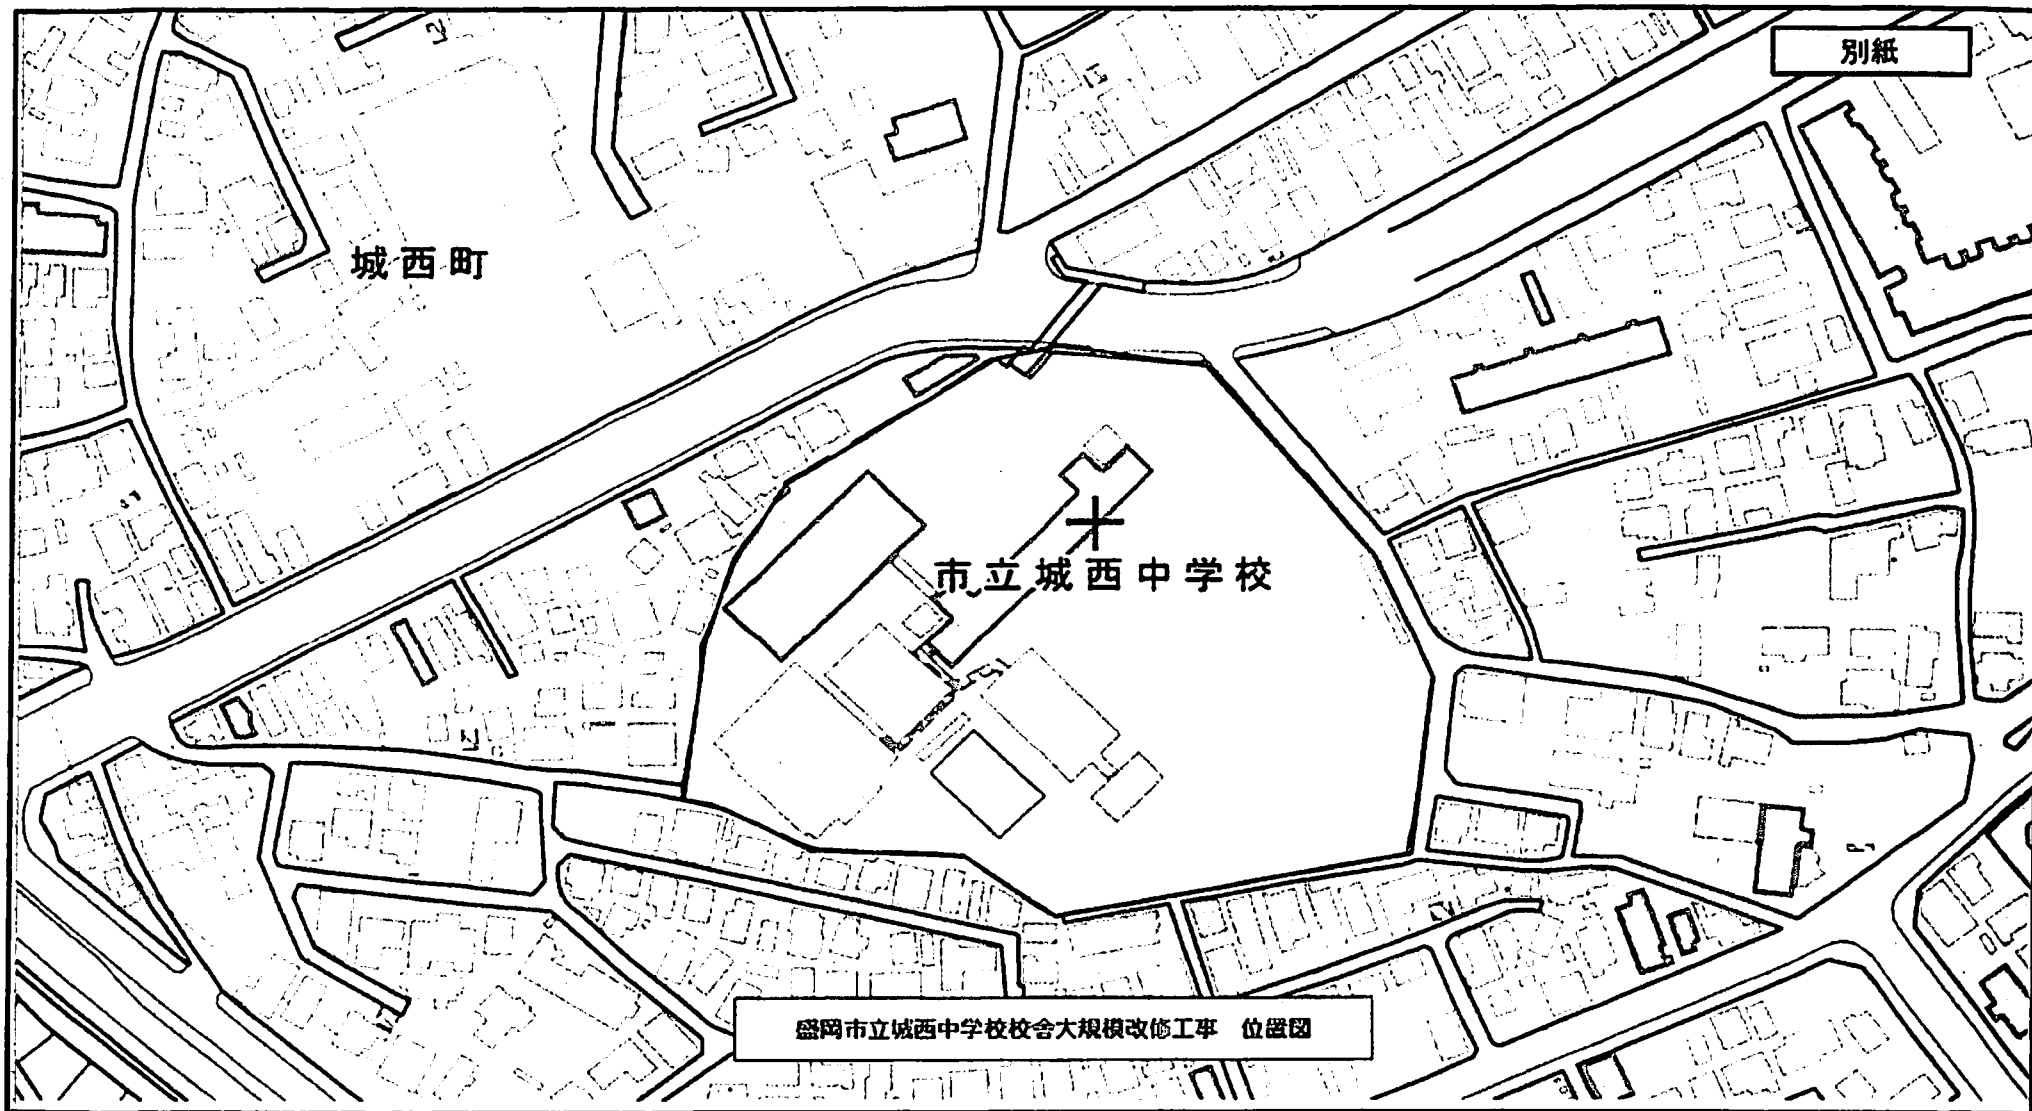 別紙
城西町
市立城西中学校
盛岡市立城西中学校校舎大規模改修工事 位置図